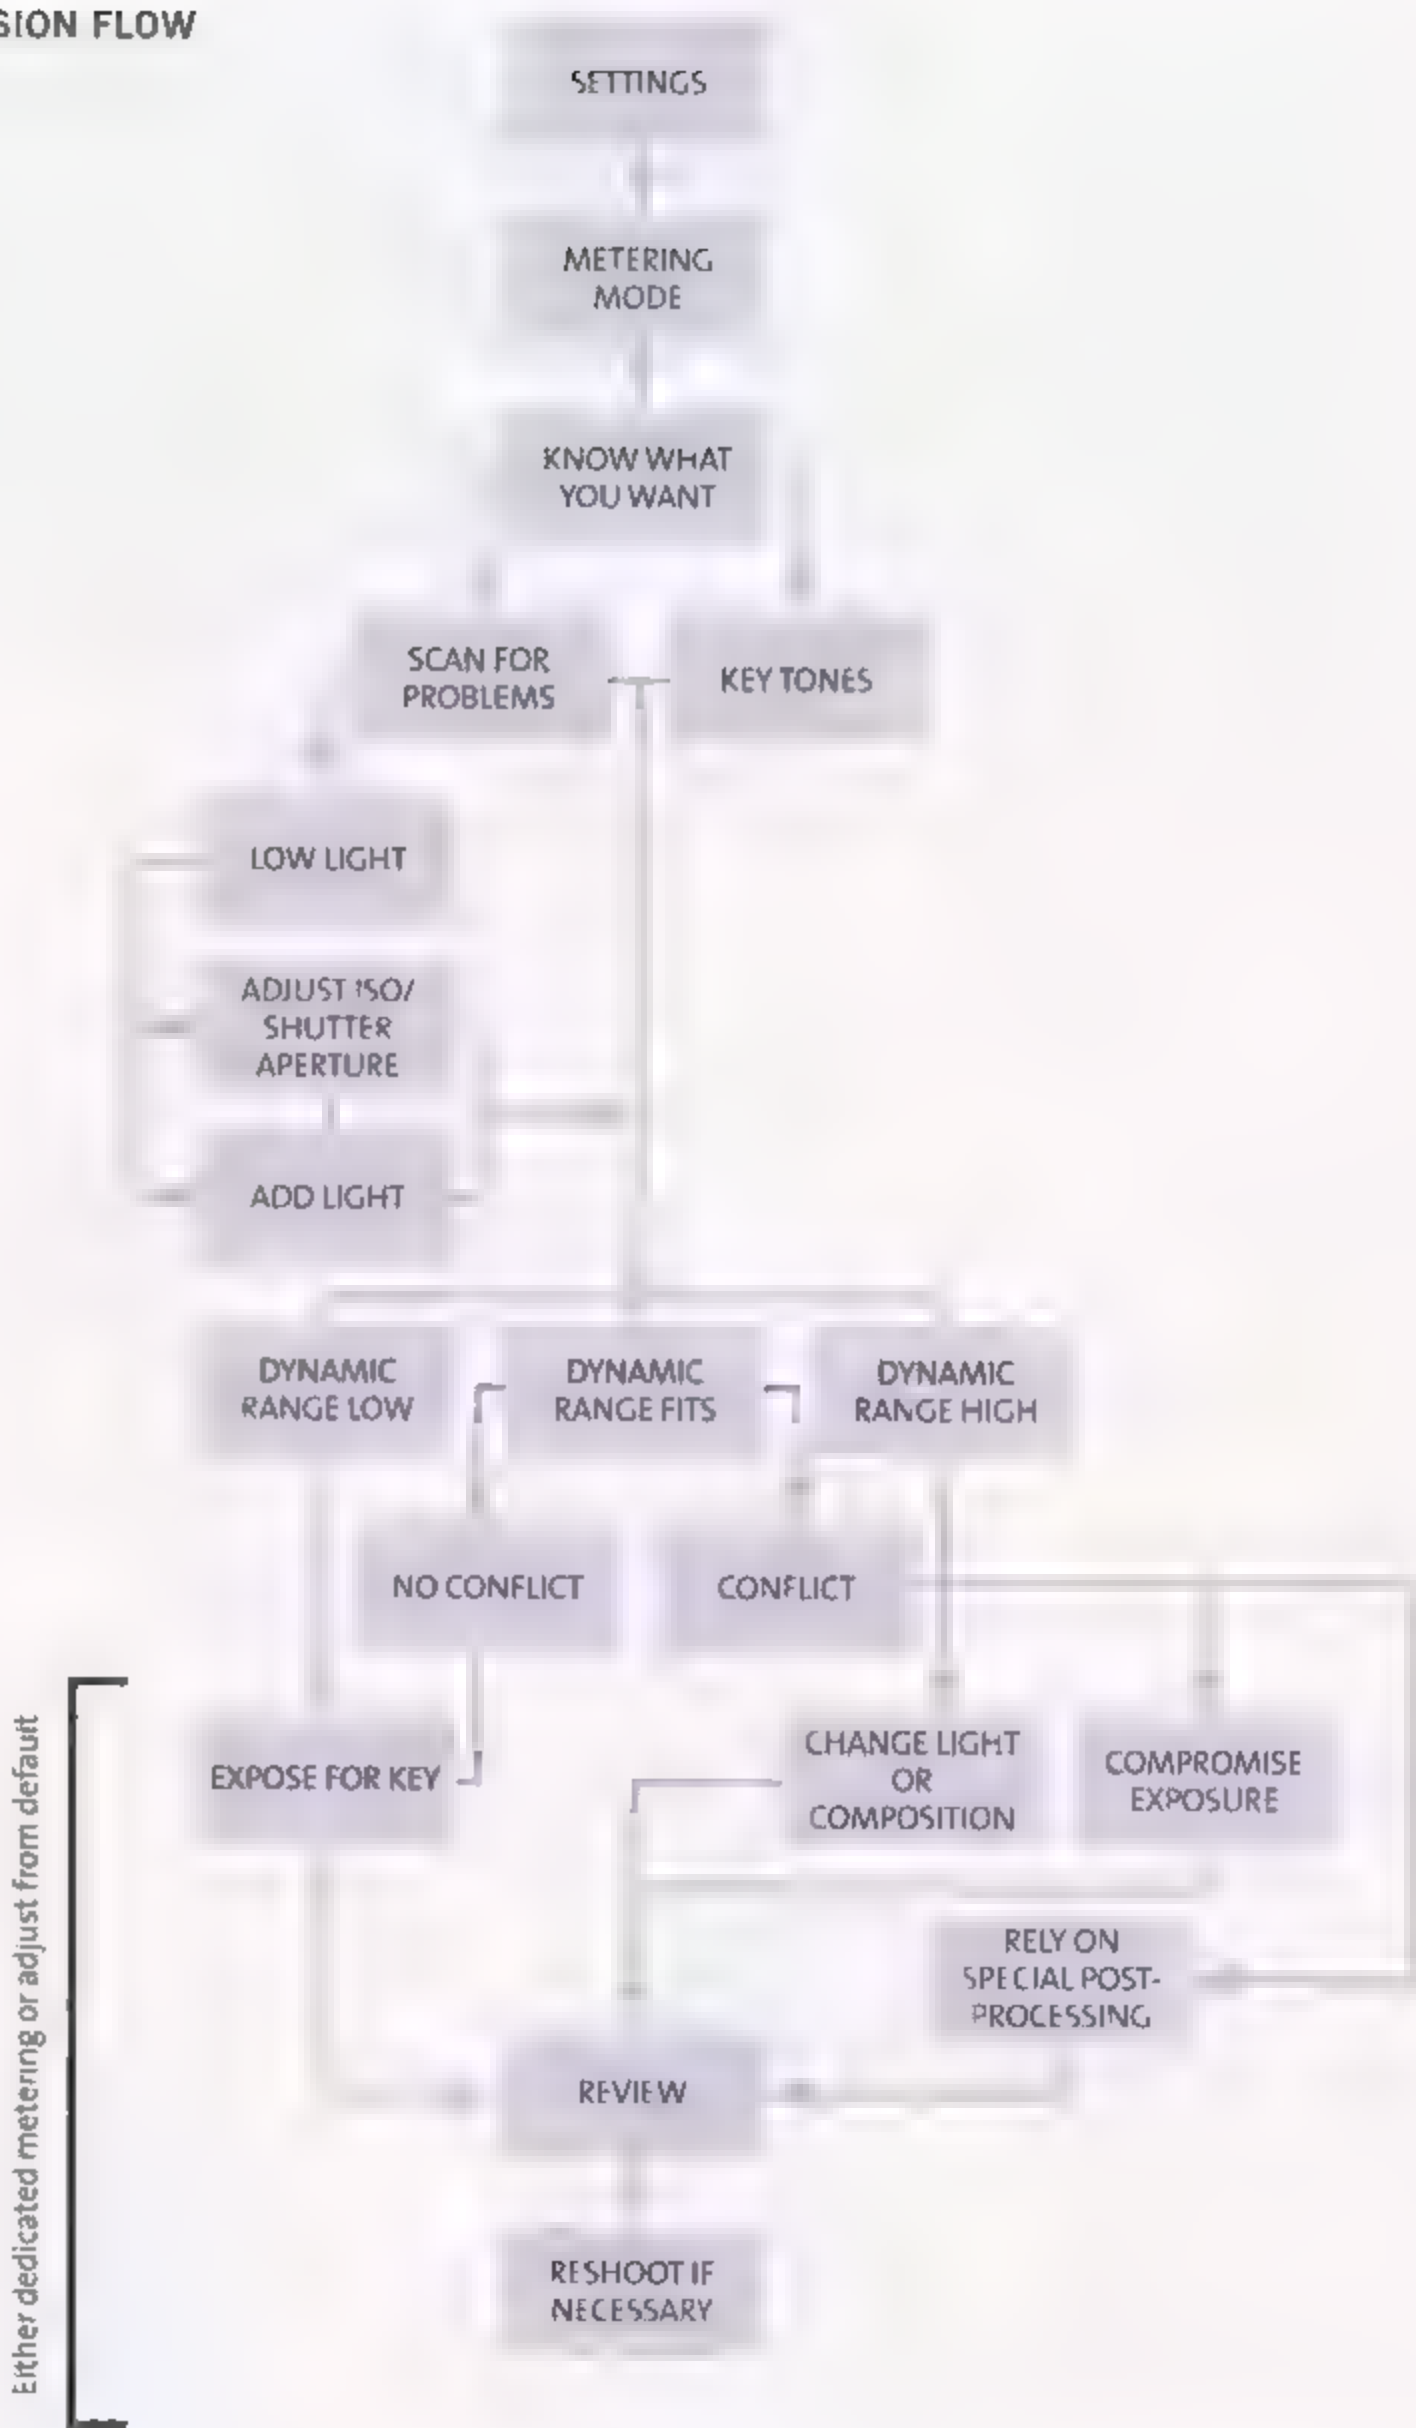 SION FLOW
SETTINGS
METERING
MODE
KNOW WHAT
YOU WANT
SCAN FOR
PROBLEMS
KEY TONES
LOW LIGHT
ADJUST ISO/
SHUTTER
APERTURE
ADD LIGHT
DYNAMIC
RANGE LOW
DYNAMIC
RANGE FITS
DYNAMIC
RANGE HIGH
NO CONFLICT
CONFLICT
EXPOSE FOR KEY
CHANGE LIGHT
OR
COMPOSITION
COMPROMISE
EXPOSURE
RELY ON
SPECIAL POST-
PROCESSING
REVIEW
RESHOOT IF
NECESSARY
Either dedicated metering or adjust from default